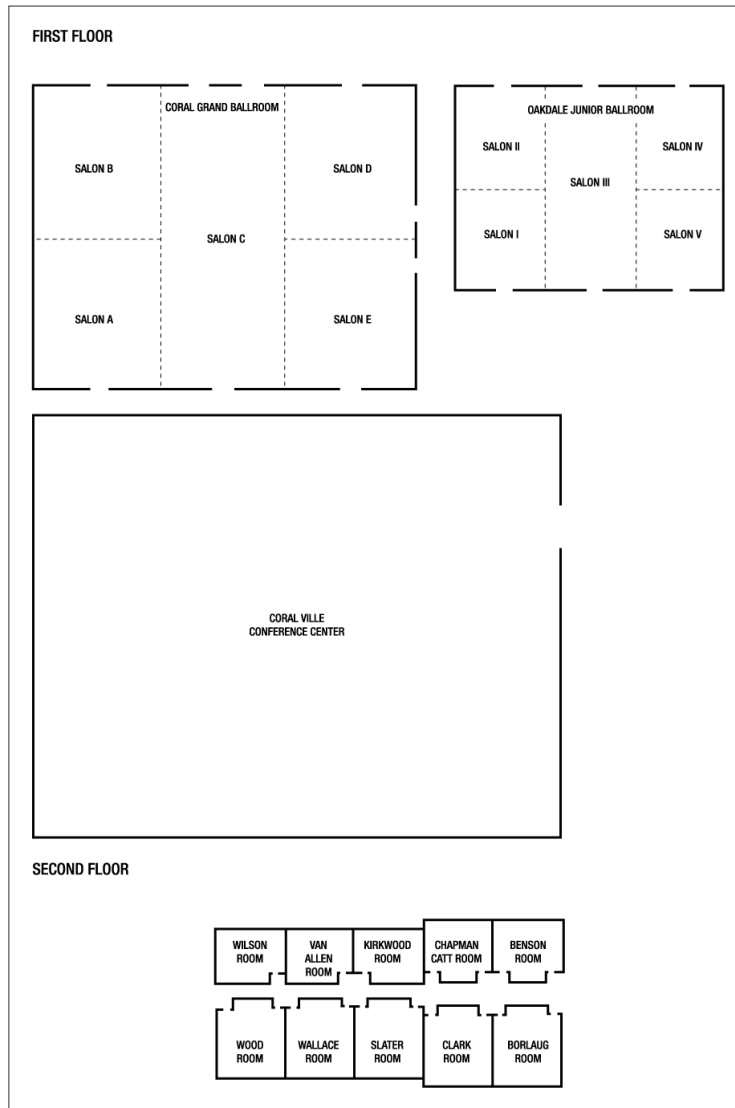 FIRST FLOOR
CORAL GRAND BALLROOM
SALON B
SALON D
SALON C
SALON A
SALON E
OAKDALE JUNIOR BALLROOM
SALON II
SALON IV
SALON III
SALON I
SALON V
CORAL VILLE
CONFERENCE CENTER
SECOND FLOOR
WILSON
ROOM
VAN
ALLEN
ROOM
KIRKWOOD
ROOM
CHAPMAN
CATT ROOM
BENSON
ROOM
WOOD
ROOM
WALLACE
ROOM
SLATER
ROOM
CLARK
ROOM
BORLAUG
ROOM